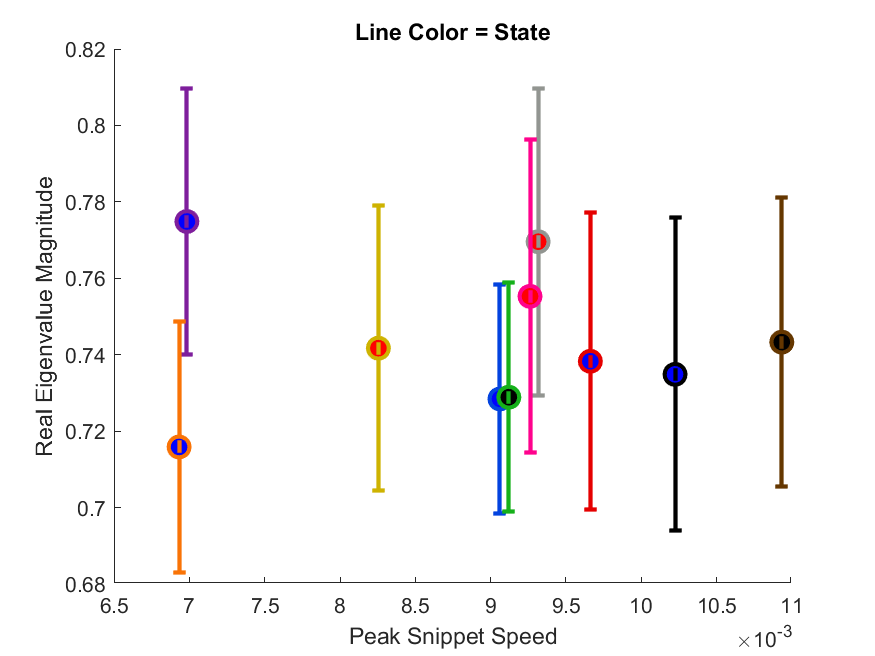 Line Color = State
Real Eigenvalue Magnitude
0.82
0.8
0.78
0.76
0.74
0.72
0.7
0.68
6.5 7 7.5 8 8.5 9 9.5 10 10.5 11
Peak Snippet Speed
×10⁻³